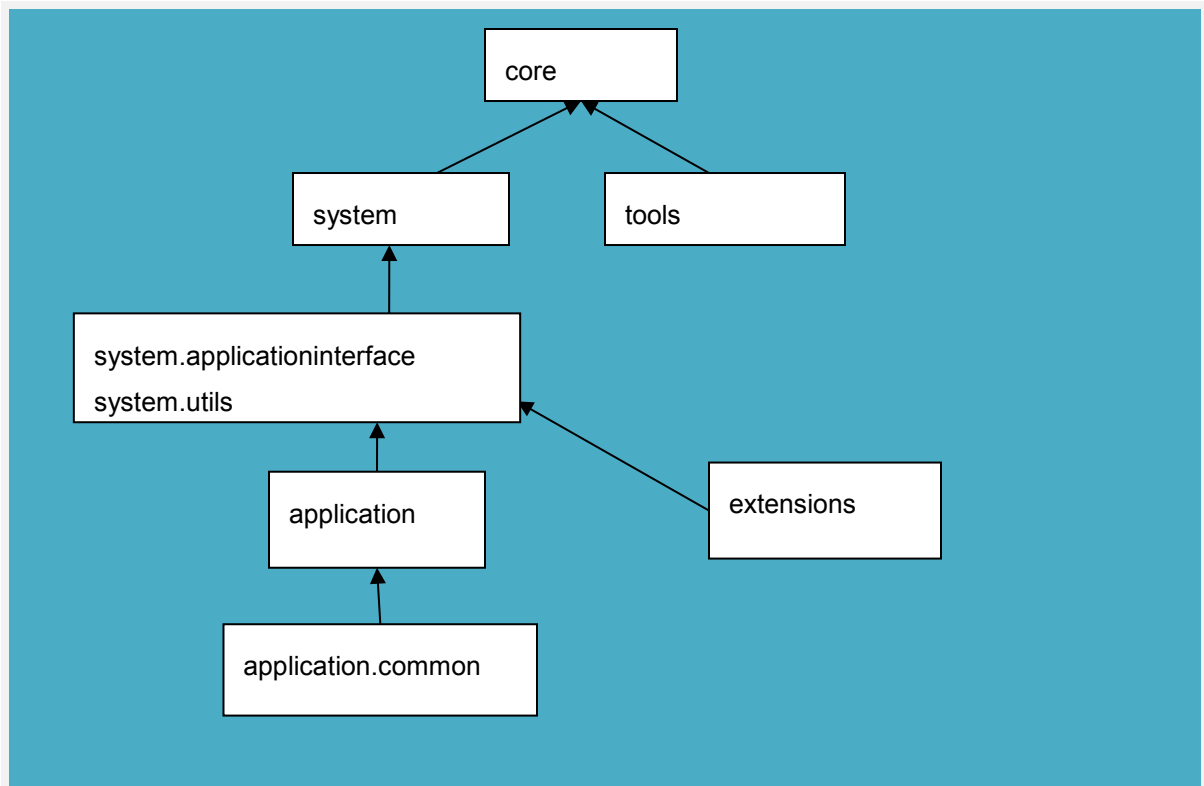 core
system
tools
system.applicationinterface
system.utils
application
extensions
application.common